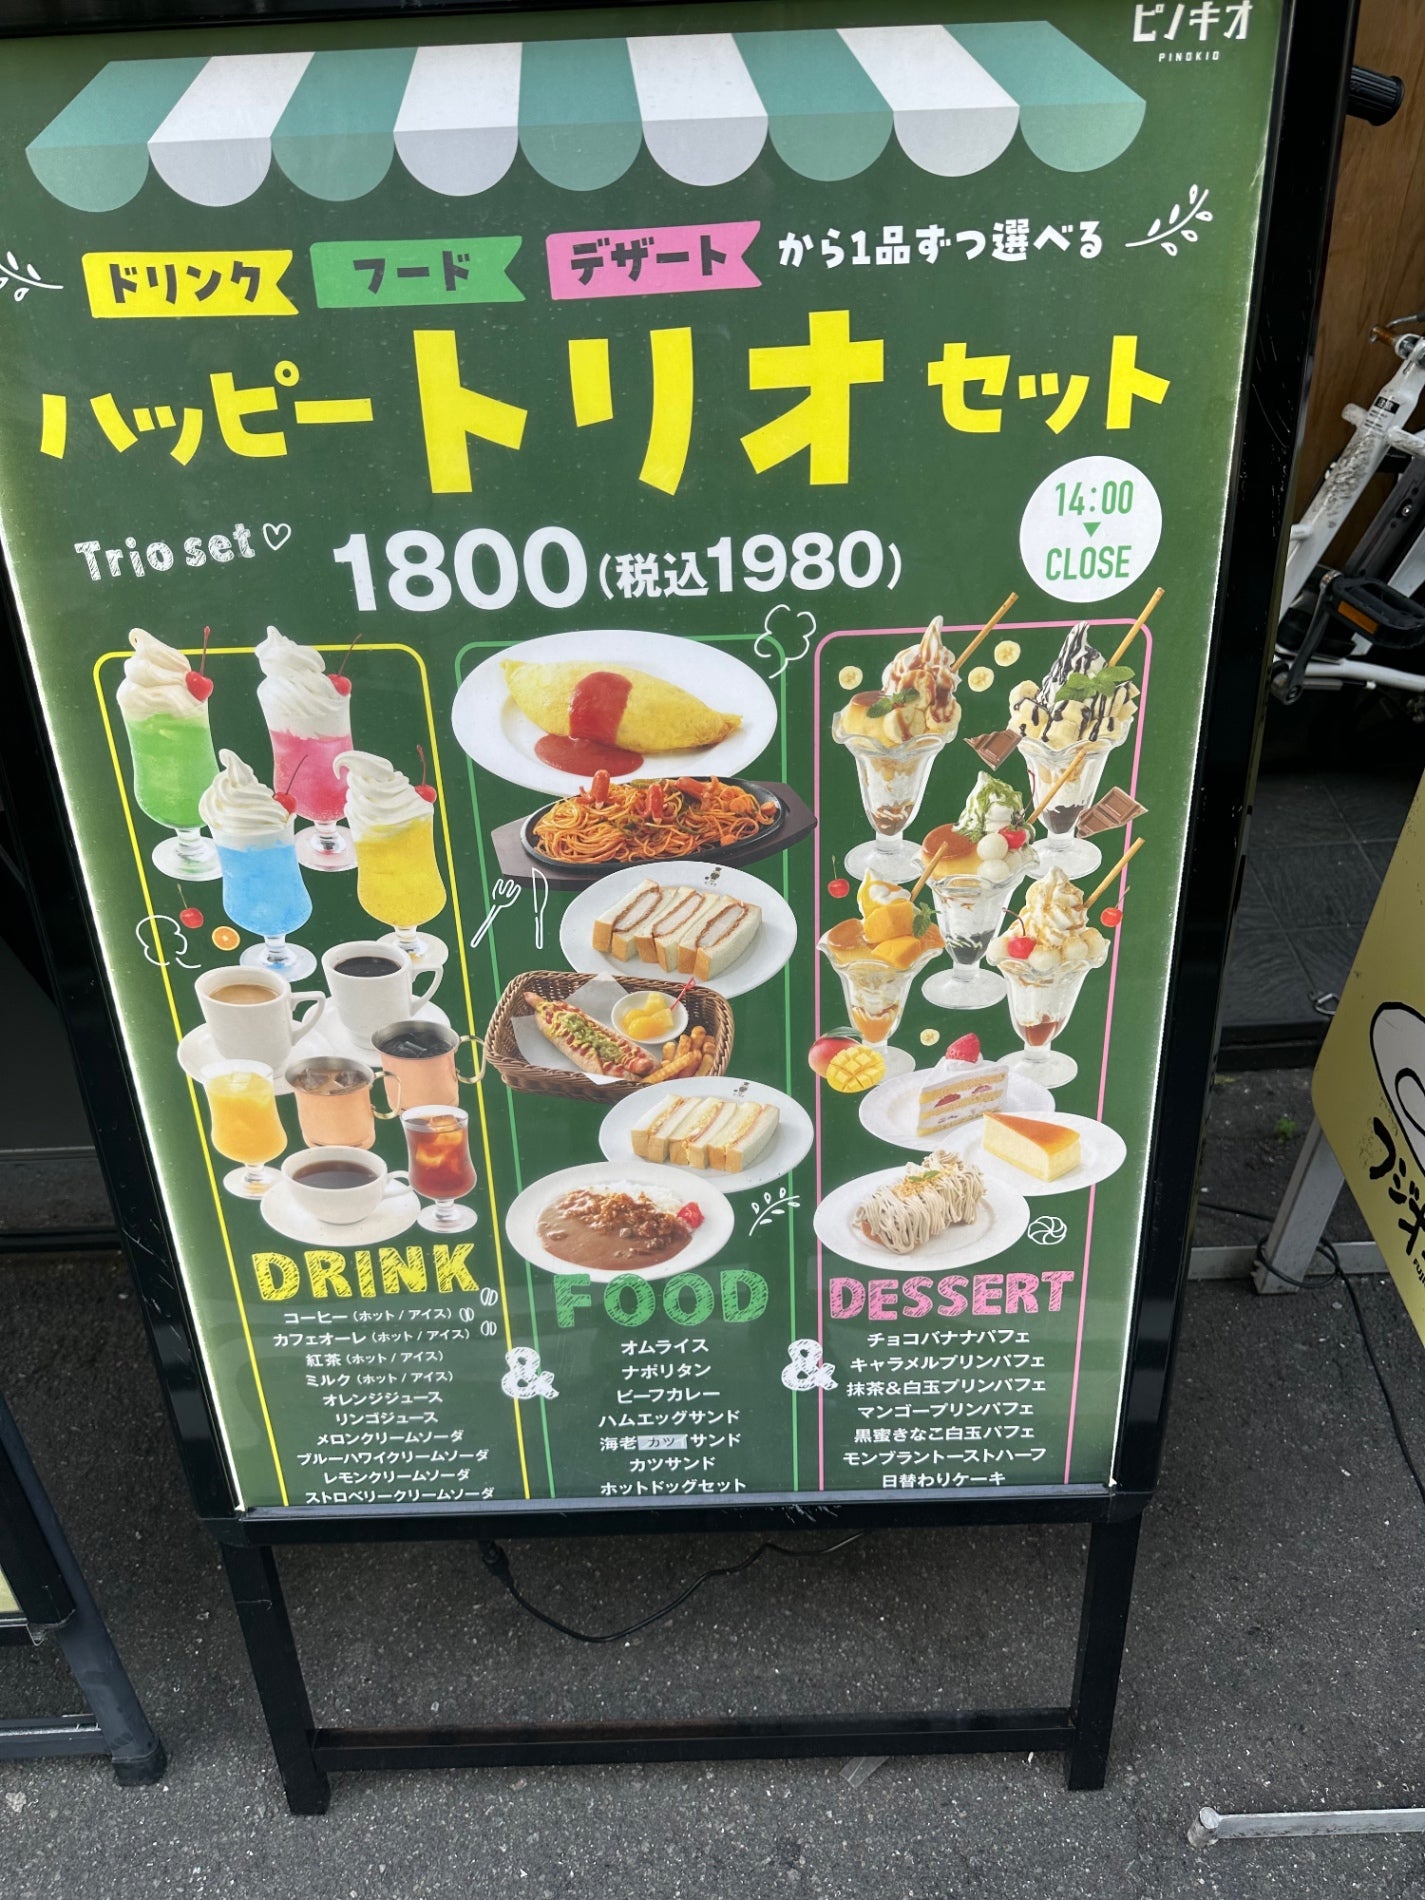 ピノキオ
PINOKIO
ドリンク フード デザート から1品ずつ選べる
ハッピートリオセット
Trio set
1800(税込1980)
14:00
CLOSE
DRINK
コーヒー(ホット / アイス)
カフェオーレ(ホット / アイス)
紅茶(ホット / アイス)
ミルク(ホット / アイス)
オレンジジュース
リンゴジュース
メロンクリームソーダ
ブルーハワイクリームソーダ
レモンクリームソーダ
ストロベリークリームソーダ
&
FOOD
オムライス
ナポリタン
ビーフカレー
ハムエッグサンド
海老カツサンド
カツサンド
ホットドッグセット
&
DESSERT
チョコバナナパフェ
キャラメルプリンパフェ
抹茶&白玉プリンパフェ
マンゴープリンパフェ
黒蜜きなこ白玉パフェ
モンブラントーストハーフ
日替わりケーキ